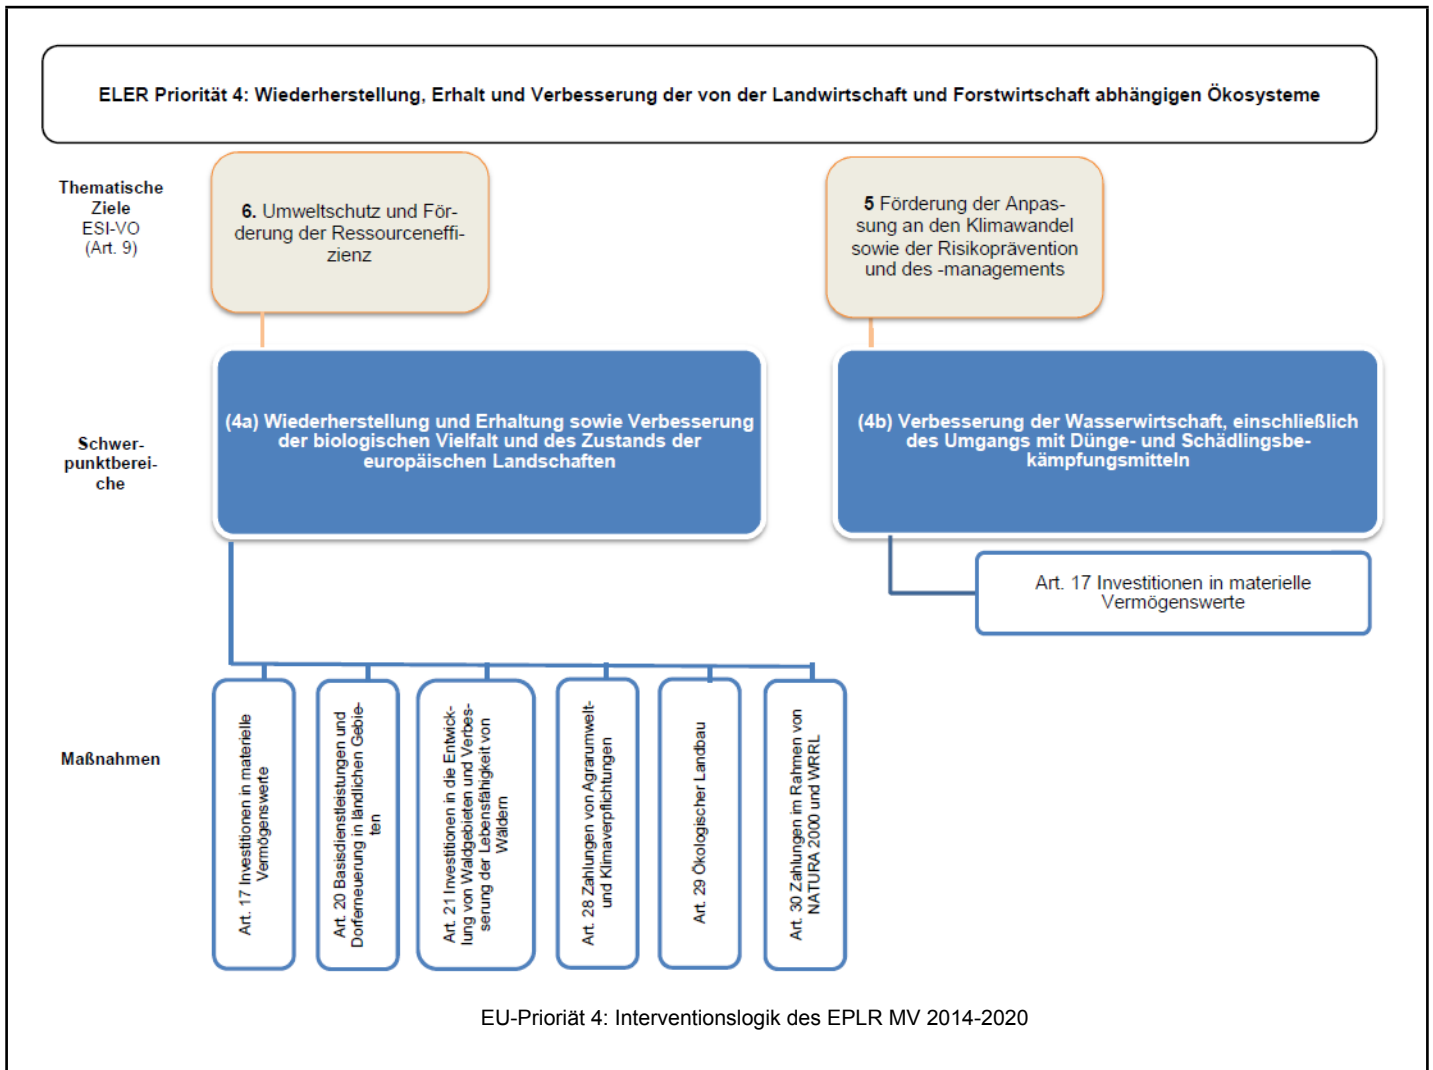 ELER Priorität 4: Wiederherstellung, Erhalt und Verbesserung der von der Landwirtschaft und Forstwirtschaft abhängigen Ökosysteme
Thematische
Ziele
ESI-VO
(Art. 9)
6. Umweltschutz und För-
derung der Ressourceneffi-
zienz
5 Förderung der Anpas-
sung an den Klimawandel
sowie der Risikoprävention
und des -managements
Schwer-
punktberei-
che
(4a) Wiederherstellung und Erhaltung sowie Verbesserung
der biologischen Vielfalt und des Zustands der
europäischen Landschaften
(4b) Verbesserung der Wasserwirtschaft, einschließlich
des Umgangs mit Dünge- und Schädlingsbe-
kämpfungsmitteln
Art. 17 Investitionen in materielle
Vermögenswerte
Maßnahmen
Art. 17 Investitionen in materielle
Vermögenswerte
Art. 20 Basisdienstleistungen und
Dorferneuerung in ländlichen Gebie-
ten
Art. 21 Investitionen in die Entwick-
lung von Waldgebieten und Verbes-
serung der Lebensfähigkeit von
Wäldern
Art. 28 Zahlungen von Agrarumwelt-
und Klimaverpflichtungen
Art. 29 Ökologischer Landbau
Art. 30 Zahlungen im Rahmen von
NATURA 2000 und WRRL
EU-Prioriät 4: Interventionslogik des EPLR MV 2014-2020